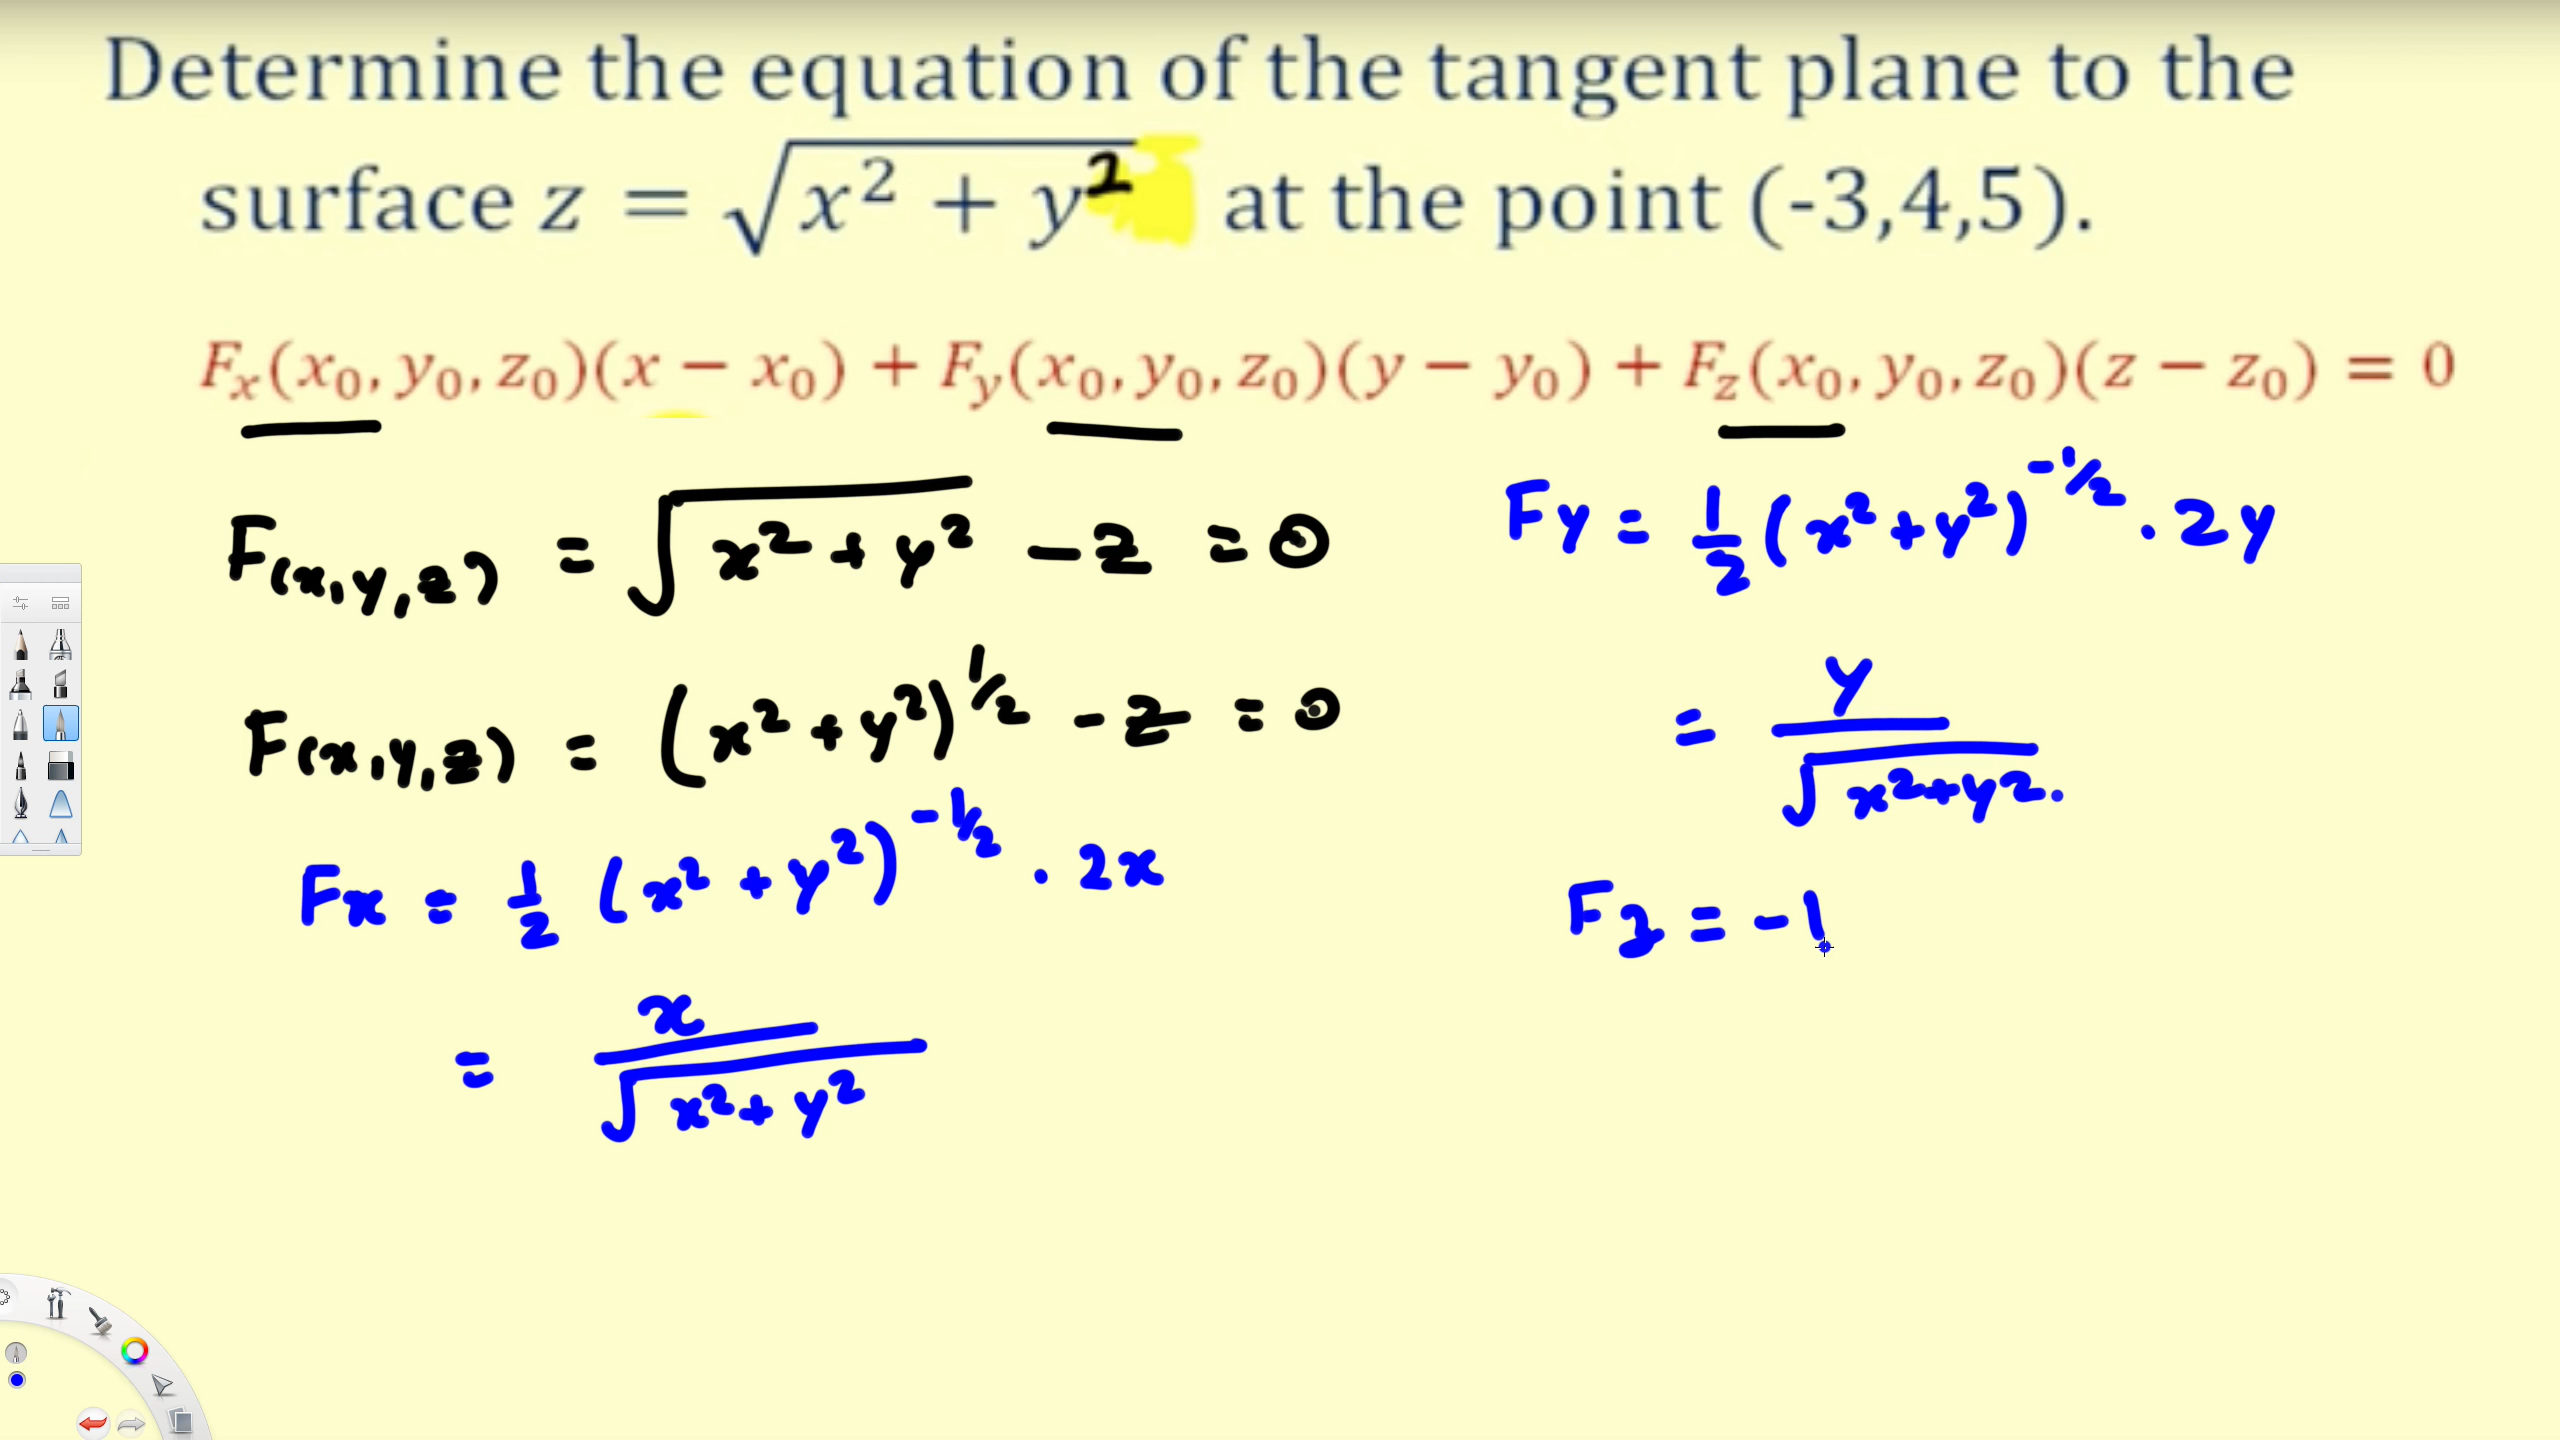 Determine the equation of the tangent plane to the
surface z = √(x² + y²) at the point (-3,4,5).
Fₓ(x₀, y₀, z₀)(x − x₀) + F_y(x₀, y₀, z₀)(y − y₀) + F_z(x₀, y₀, z₀)(z − z₀) = 0
F(x,y,z) = √(x² + y²) − z = 0
F(x,y,z) = (x² + y²)^1/2 − z = 0
Fx = 1/2 (x² + y²)^-1/2 · 2x
= x / √(x² + y²)
Fy = 1/2 (x² + y²)^-1/2 · 2y
= y / √(x² + y²).
Fz = -1